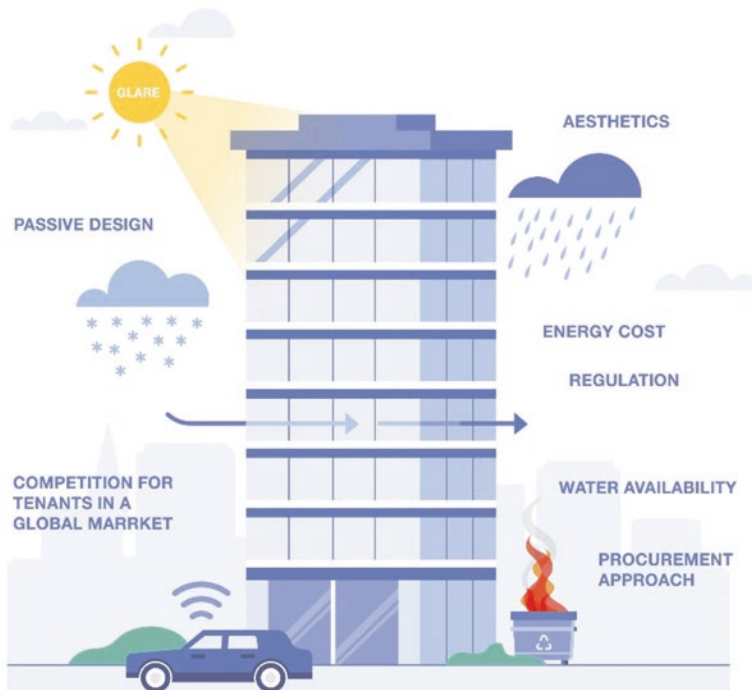 GLARE
AESTHETICS
PASSIVE DESIGN
ENERGY COST
REGULATION
COMPETITION FOR
TENANTS IN A
GLOBAL MARRKET
WATER AVAILABILITY
PROCUREMENT
APPROACH